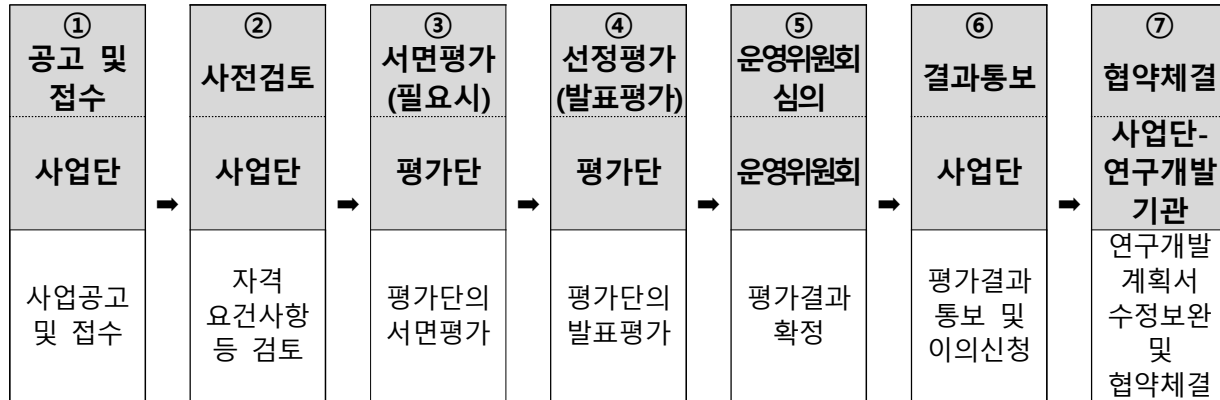 ①
공고 및
접수
사업단
사업공고
및 접수
➡
②
사전검토
사업단
자격
요건사항
등 검토
➡
③
서면평가
(필요시)
평가단
평가단의
서면평가
➡
④
선정평가
(발표평가)
평가단
평가단의
발표평가
➡
⑤
운영위원회
심의
운영위원회
평가결과
확정
➡
⑥
결과통보
사업단
평가결과
통보 및
이의신청
➡
⑦
협약체결
사업단-
연구개발
기관
연구개발
계획서
수정보완
및
협약체결